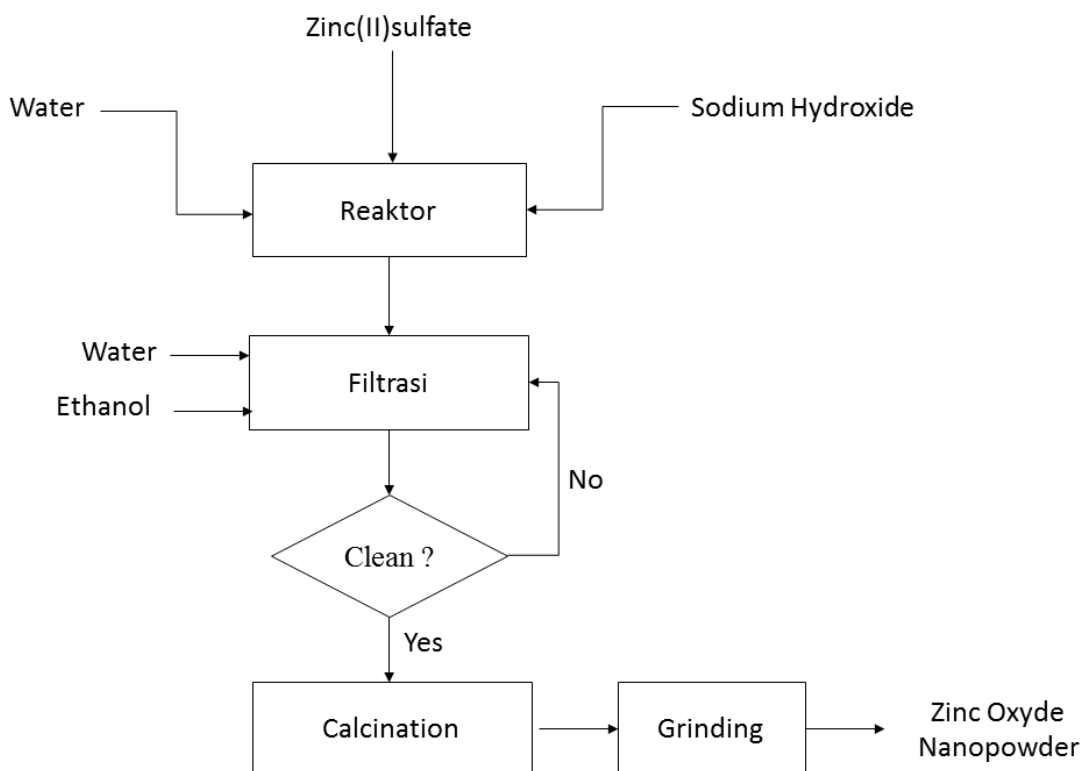 Zinc(II)sulfate
Water
Sodium Hydroxide
Reaktor
Water
Filtrasi
Ethanol
No
Clean ?
Yes
Calcination
Grinding
Zinc Oxyde
Nanopowder